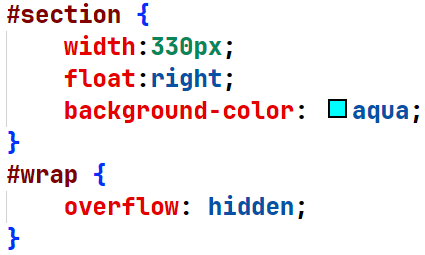 #section {
    width:330px;
    float:right;
    background-color: aqua;
}
#wrap {
    overflow: hidden;
}